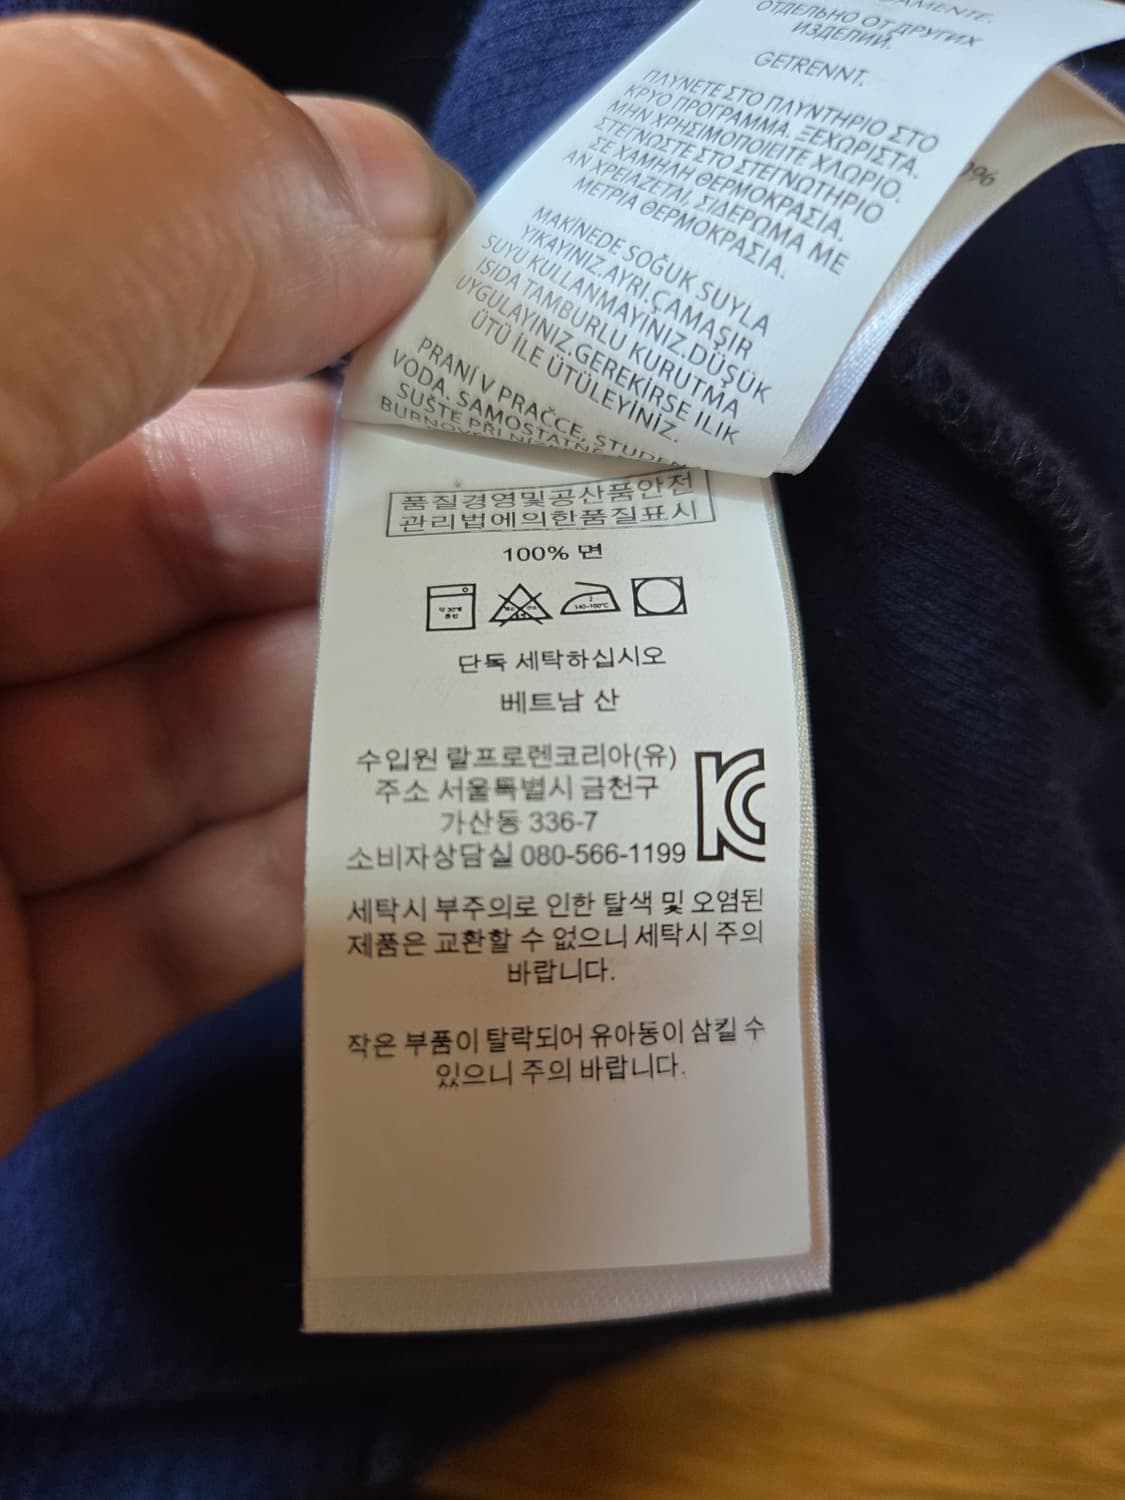 ОТДЕЛЬНО ОТ ДРУГИХ
ИЗДЕЛИЙ.
GETRENNT.
ΠΛΥΝΕΤΕ ΣΤΟ ΠΛΥΝΤΗΡΙΟ ΣΤΟ
ΚΡΥΟ ΠΡΟΓΡΑΜΜΑ. ΞΕΧΩΡΙΣΤΑ.
ΜΗΝ ΧΡΗΣΙΜΟΠΟΙΕΙΤΕ ΧΛΩΡΙΟ.
ΣΤΕΓΝΩΣΤΕ ΣΤΟ ΣΤΕΓΝΩΤΗΡΙΟ
ΣΕ ΧΑΜΗΛΗ ΘΕΡΜΟΚΡΑΣΙΑ.
ΑΝ ΧΡΕΙΑΖΕΤΑΙ, ΣΙΔΕΡΩΜΑ ΜΕ
ΜΕΤΡΙΑ ΘΕΡΜΟΚΡΑΣΙΑ.
MAKİNEDE SOĞUK SUYLA
YIKAYINIZ.AYRI.ÇAMAŞIR
SUYU KULLANMAYINIZ.DÜŞÜK
ISIDA TAMBURLU KURUTMA
UYGULAYINIZ.GEREKİRSE ILIK
ÜTÜ İLE ÜTÜLEYİNİZ.
PRANÍ V PRAČCE, STUDENÁ
VODA. SAMOSTATNĚ.
품질경영및공산품안전
관리법에의한품질표시
100% 면
2
140~160°C
단독 세탁하십시오
베트남 산
수입원 랄프로렌코리아(유)
주소 서울특별시 금천구
가산동 336-7
소비자상담실 080-566-1199
KC
세탁시 부주의로 인한 탈색 및 오염된
제품은 교환할 수 없으니 세탁시 주의
바랍니다.
작은 부품이 탈락되어 유아동이 삼킬 수
있으니 주의 바랍니다.